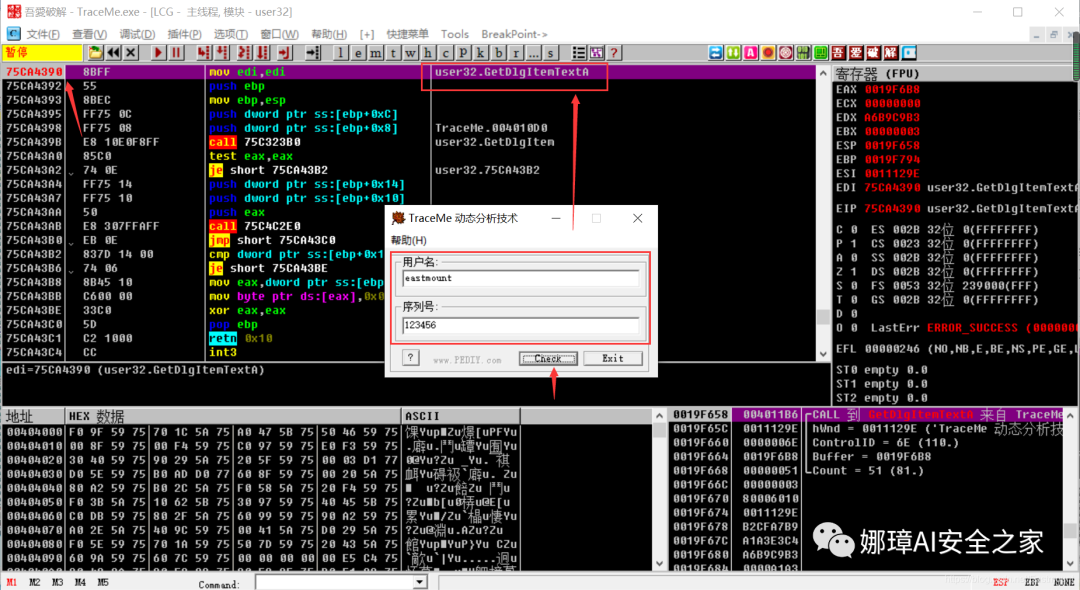 吾爱破解 - TraceMe.exe - [LCG - 主线程, 模块 - user32]
文件(F) 查看(V) 调试(D) 插件(P) 选项(T) 窗口(W) 帮助(H) [+] 快捷菜单 Tools BreakPoint->
暂停 l e m t w h c p k b r ... s ? 吾 爱 破 解
75CA4390 8BFF mov edi,edi user32.GetDlgItemTextA
75CA4392 55 push ebp
75CA4393 8BEC mov ebp,esp
75CA4395 FF75 0C push dword ptr ss:[ebp+0xC]
75CA4398 FF75 08 push dword ptr ss:[ebp+0x8] TraceMe.004010D0
75CA439B E8 10E0F8FF call 75C323B0 user32.GetDlgItem
75CA43A0 85C0 test eax,eax
75CA43A2 74 0E je short 75CA43B2 user32.75CA43B2
75CA43A4 FF75 14 push dword ptr ss:[ebp+0x14]
75CA43A7 FF75 10 push dword ptr ss:[ebp+0x10]
75CA43AA 50 push eax
75CA43AB E8 307FFAFF call 75C4C2E0
75CA43B0 EB 0E jmp short 75CA43C0
75CA43B2 837D 14 00 cmp dword ptr ss:[ebp+0x1
75CA43B6 74 06 je short 75CA43BE
75CA43B8 8B45 10 mov eax,dword ptr ss:[ebp
75CA43BB C600 00 mov byte ptr ds:[eax],0x0
75CA43BE 33C0 xor eax,eax
75CA43C0 5D pop ebp
75CA43C1 C2 1000 retn 0x10
75CA43C4 CC int3
edi=75CA4390 (user32.GetDlgItemTextA)
寄存器 (FPU)
EAX 0019F6B8
ECX 00000000
EDX A6B9C9B3
EBX 00000003
ESP 0019F658
EBP 0019F794
ESI 0011129E
EDI 75CA4390 user32.GetDlgItemTextA
EIP 75CA4390 user32.GetDlgItemTextA
C 0 ES 002B 32位 0(FFFFFFFF)
P 1 CS 0023 32位 0(FFFFFFFF)
A 0 SS 002B 32位 0(FFFFFFFF)
Z 1 DS 002B 32位 0(FFFFFFFF)
S 0 FS 0053 32位 239000(FFF)
T 0 GS 002B 32位 0(FFFFFFFF)
D 0
O 0 LastErr ERROR_SUCCESS (0000000
EFL 00000246 (NO,NB,E,BE,NS,PE,GE,L
ST0 empty 0.0
ST1 empty 0.0
ST2 empty 0.0
TraceMe 动态分析技术
帮助(H)
用户名:
eastmount
序列号:
123456
? www.PEDIY.com Check Exit
地址 HEX 数据 ASCII
00404000 F0 9F 59 75 70 1C 5A 75 A0 47 5B 75 50 46 59 75
00404010 00 8F 59 75 00 F4 59 75 C0 97 59 75 E0 F3 59 75
00404020 30 40 59 75 90 29 5A 75 20 5F 59 75 00 03 D1 77
00404030 D0 5E 59 75 B0 AD D0 77 60 8F 59 75 00 20 5A 75
00404040 80 A2 59 75 B0 2C 5A 75 F0 58 5A 75 20 F4 59 75
00404050 F0 3B 5A 75 10 62 5B 75 30 97 59 75 40 45 5B 75
00404060 C0 DB 59 75 80 2F 5A 75 60 99 59 75 90 A2 59 75
00404070 A0 2E 5A 75 40 9C 59 75 00 41 5A 75 D0 29 5A 75
00404080 F0 5E 59 75 70 1A 59 75 50 7D 59 75 20 43 5A 75
00404090 60 9A 59 75 60 7C 59 75 00 00 00 00 00 E5 C4 75
0019F658 004011B6 CALL 到 GetDlgItemTextA 来自 TraceMe
0019F65C 0011129E hWnd = 0011129E ('TraceMe 动态分析技
0019F660 0000006E ControlID = 6E (110.)
0019F664 0019F6B8 Buffer = 0019F6B8
0019F668 00000051 Count = 51 (81.)
0019F66C 00000003
0019F670 80006010
0019F674 0011129E
0019F678 B2CFA7B9
0019F67C A1A3E3C4
0019F680 A6B9C9B3
0019F684 0000A1A3
娜璋AI安全之家
M1 M2 M3 M4 M5 Command: ESP EBP NONE